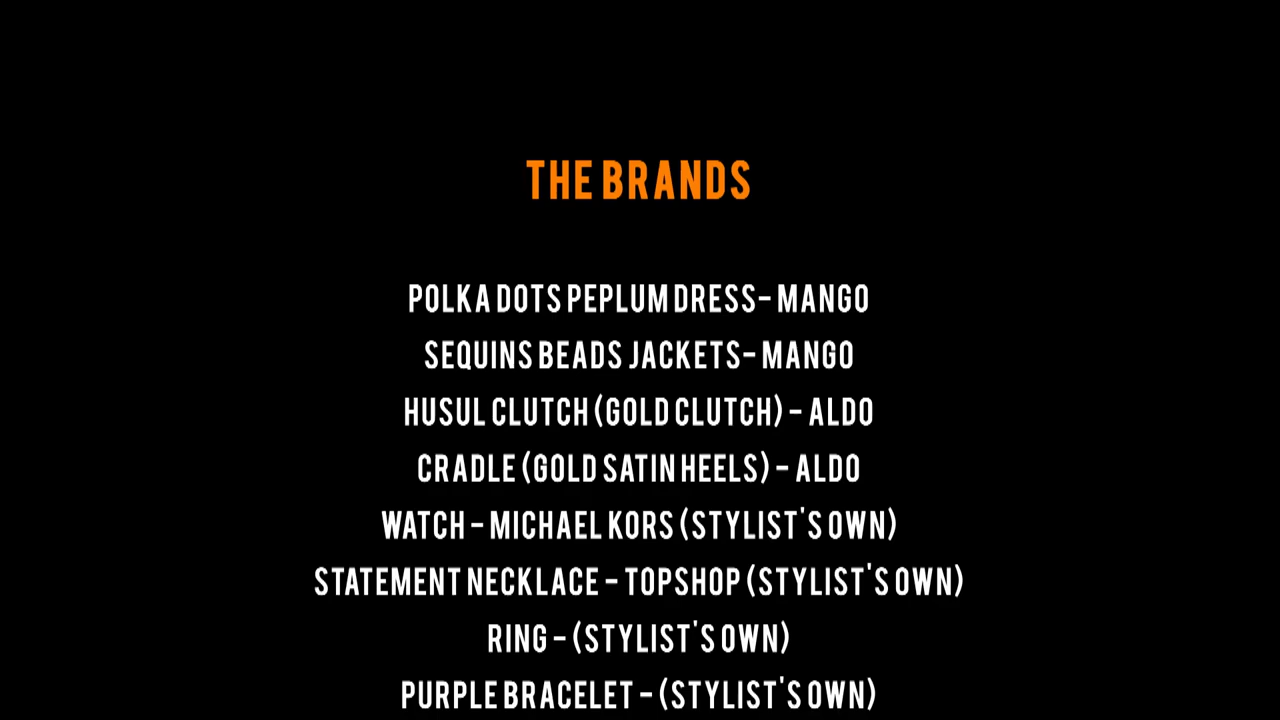 THE BRANDS
POLKA DOTS PEPLUM DRESS- MANGO
SEQUINS BEADS JACKETS- MANGO
HUSUL CLUTCH (GOLD CLUTCH) - ALDO
CRADLE (GOLD SATIN HEELS) - ALDO
WATCH - MICHAEL KORS (STYLIST'S OWN)
STATEMENT NECKLACE - TOPSHOP (STYLIST'S OWN)
RING - (STYLIST'S OWN)
PURPLE BRACELET - (STYLIST'S OWN)